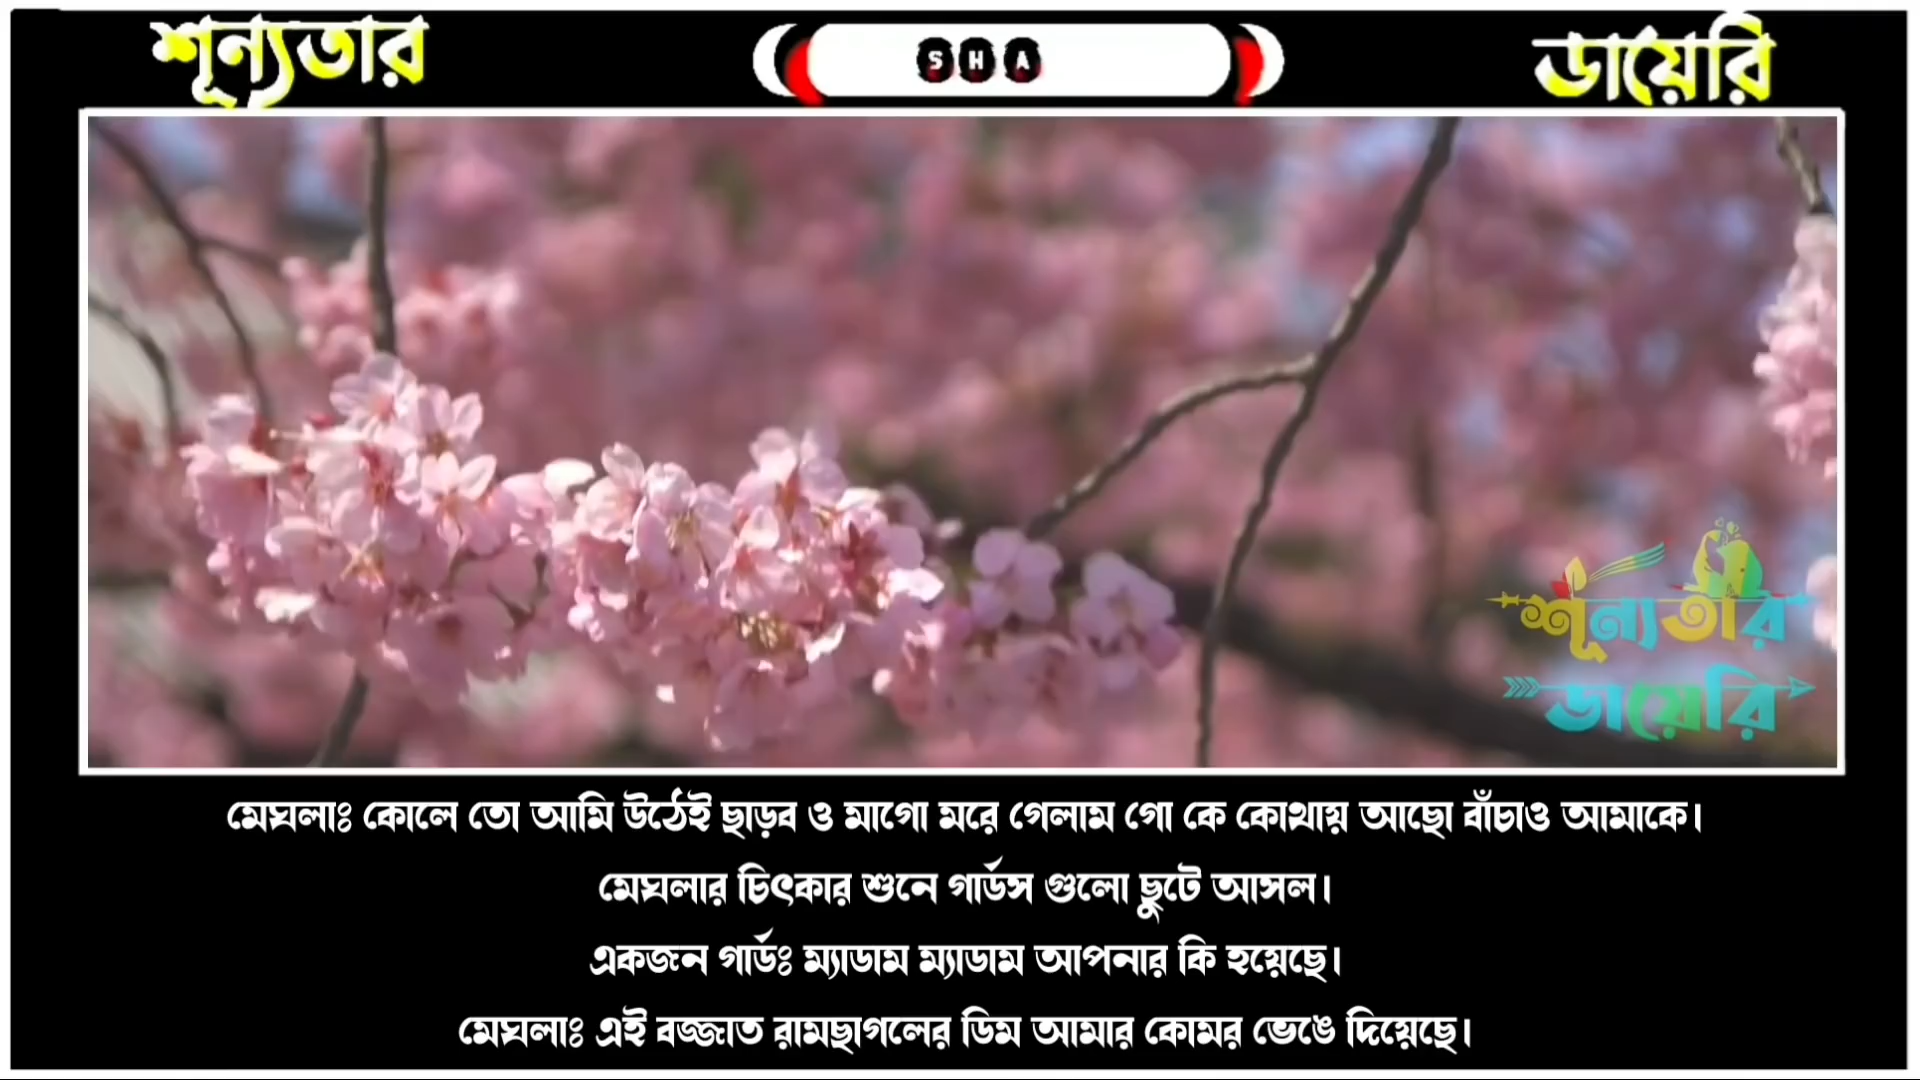 শূন্যতার
SHA
ডায়েরি
শূন্যতার
ডায়েরি
মেঘলাঃ কোলে তো আমি উঠেই ছাড়ব ও মাগো মরে গেলাম গো কে কোথায় আছো বাঁচাও আমাকে।
মেঘলার চিৎকার শুনে গার্ডস গুলো ছুটে আসল।
একজন গার্ডঃ ম্যাডাম ম্যাডাম আপনার কি হয়েছে।
মেঘলাঃ এই বজ্জাত রামছাগলের ডিম আমার কোমর ভেঙে দিয়েছে।